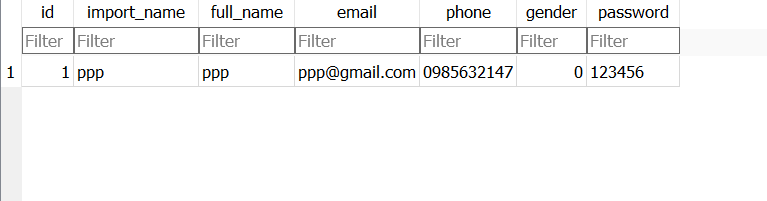 id import_name full_name email phone gender password
Filter Filter Filter Filter Filter Filter Filter
1 1 ppp ppp ppp@gmail.com 0985632147 0 123456